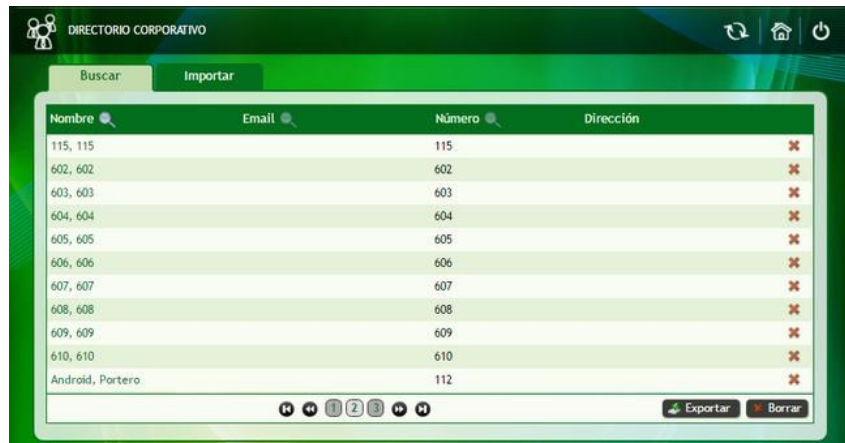 DIRECTORIO CORPORATIVO
Buscar Importar
Nombre Email Número Dirección
115, 115 115
602, 602 602
603, 603 603
604, 604 604
605, 605 605
606, 606 606
607, 607 607
608, 608 608
609, 609 609
610, 610 610
Android, Portero 112
1 2 3 Exportar Borrar